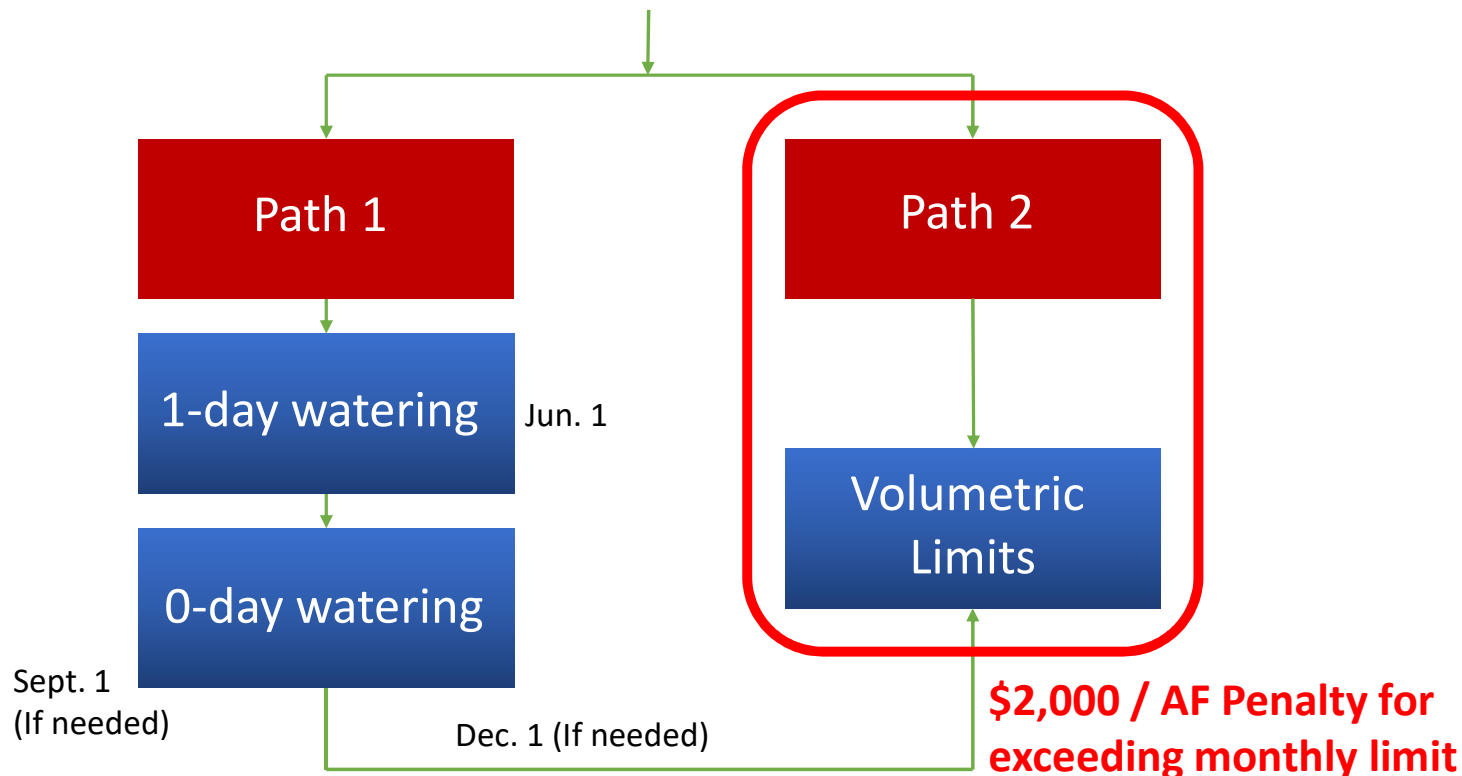 Path 1
Path 2
1-day watering
Jun. 1
Volumetric
Limits
0-day watering
Sept. 1
(If needed)
Dec. 1 (If needed)
$2,000 / AF Penalty for
exceeding monthly limit